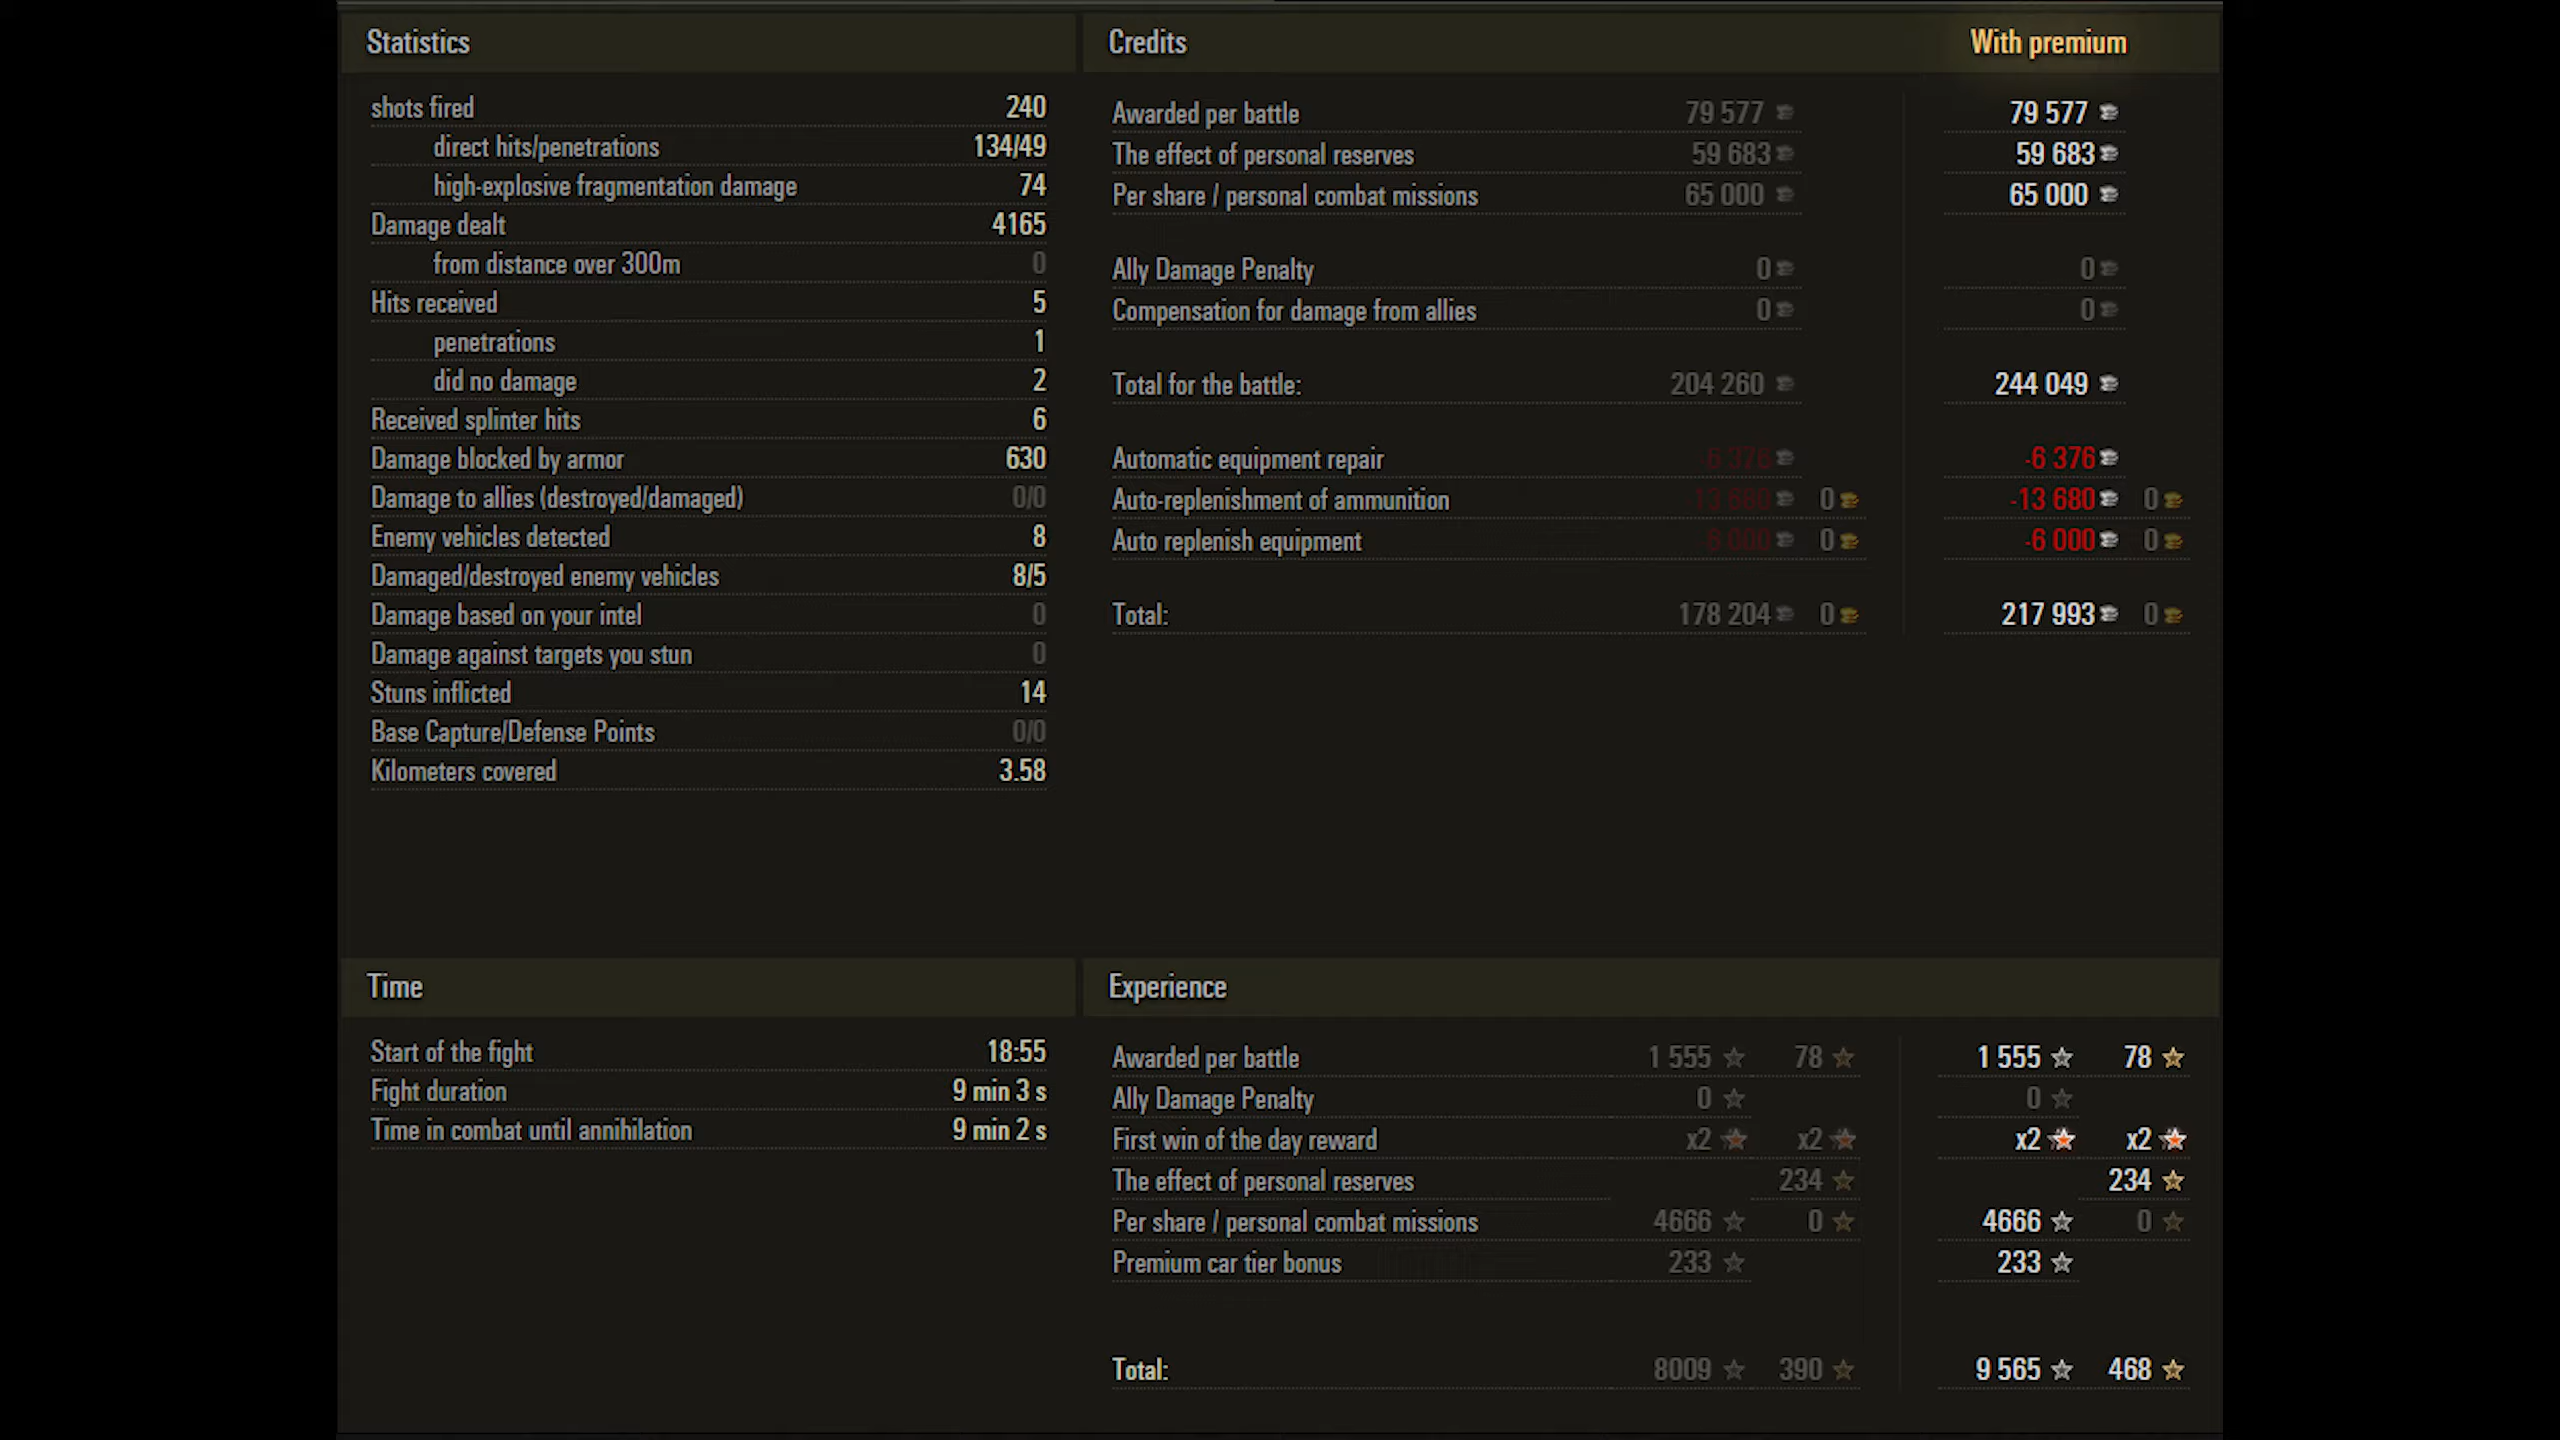 Statistics
shots fired 240
direct hits/penetrations 134/49
high-explosive fragmentation damage 74
Damage dealt 4165
from distance over 300m 0
Hits received 5
penetrations 1
did no damage 2
Received splinter hits 6
Damage blocked by armor 630
Damage to allies (destroyed/damaged) 0/0
Enemy vehicles detected 8
Damaged/destroyed enemy vehicles 8/5
Damage based on your intel 0
Damage against targets you stun 0
Stuns inflicted 14
Base Capture/Defense Points 0/0
Kilometers covered 3.58
Credits With premium
Awarded per battle 79 577 79 577
The effect of personal reserves 59 683 59 683
Per share / personal combat missions 65 000 65 000
Ally Damage Penalty 0 0
Compensation for damage from allies 0 0
Total for the battle: 204 260 244 049
Automatic equipment repair -6 376 -6 376
Auto-replenishment of ammunition -13 680 0 -13 680 0
Auto replenish equipment -6 000 0 -6 000 0
Total: 178 204 0 217 993 0
Time
Start of the fight 18:55
Fight duration 9 min 3 s
Time in combat until annihilation 9 min 2 s
Experience
Awarded per battle 1 555 78 1 555 78
Ally Damage Penalty 0 0
First win of the day reward x2 x2 x2 x2
The effect of personal reserves 234 234
Per share / personal combat missions 4666 0 4666 0
Premium car tier bonus 233 233
Total: 8009 390 9 565 468